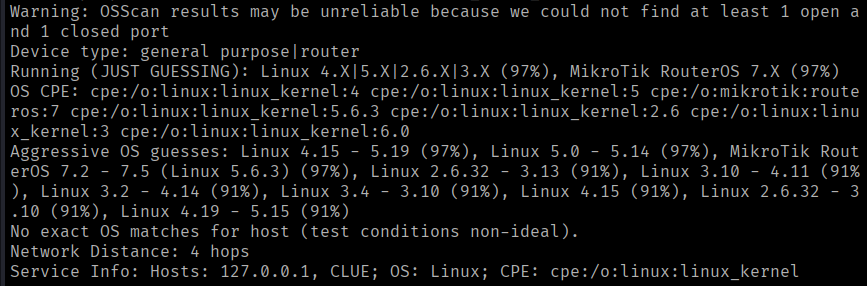 Warning: OSScan results may be unreliable because we could not find at least 1 open a
nd 1 closed port
Device type: general purpose|router
Running (JUST GUESSING): Linux 4.X|5.X|2.6.X|3.X (97%), MikroTik RouterOS 7.X (97%)
OS CPE: cpe:/o:linux:linux_kernel:4 cpe:/o:linux:linux_kernel:5 cpe:/o:mikrotik:route
ros:7 cpe:/o:linux:linux_kernel:5.6.3 cpe:/o:linux:linux_kernel:2.6 cpe:/o:linux:linu
x_kernel:3 cpe:/o:linux:linux_kernel:6.0
Aggressive OS guesses: Linux 4.15 - 5.19 (97%), Linux 5.0 - 5.14 (97%), MikroTik Rout
erOS 7.2 - 7.5 (Linux 5.6.3) (97%), Linux 2.6.32 - 3.13 (91%), Linux 3.10 - 4.11 (91%
), Linux 3.2 - 4.14 (91%), Linux 3.4 - 3.10 (91%), Linux 4.15 (91%), Linux 2.6.32 - 3
.10 (91%), Linux 4.19 - 5.15 (91%)
No exact OS matches for host (test conditions non-ideal).
Network Distance: 4 hops
Service Info: Hosts: 127.0.0.1, CLUE; OS: Linux; CPE: cpe:/o:linux:linux_kernel